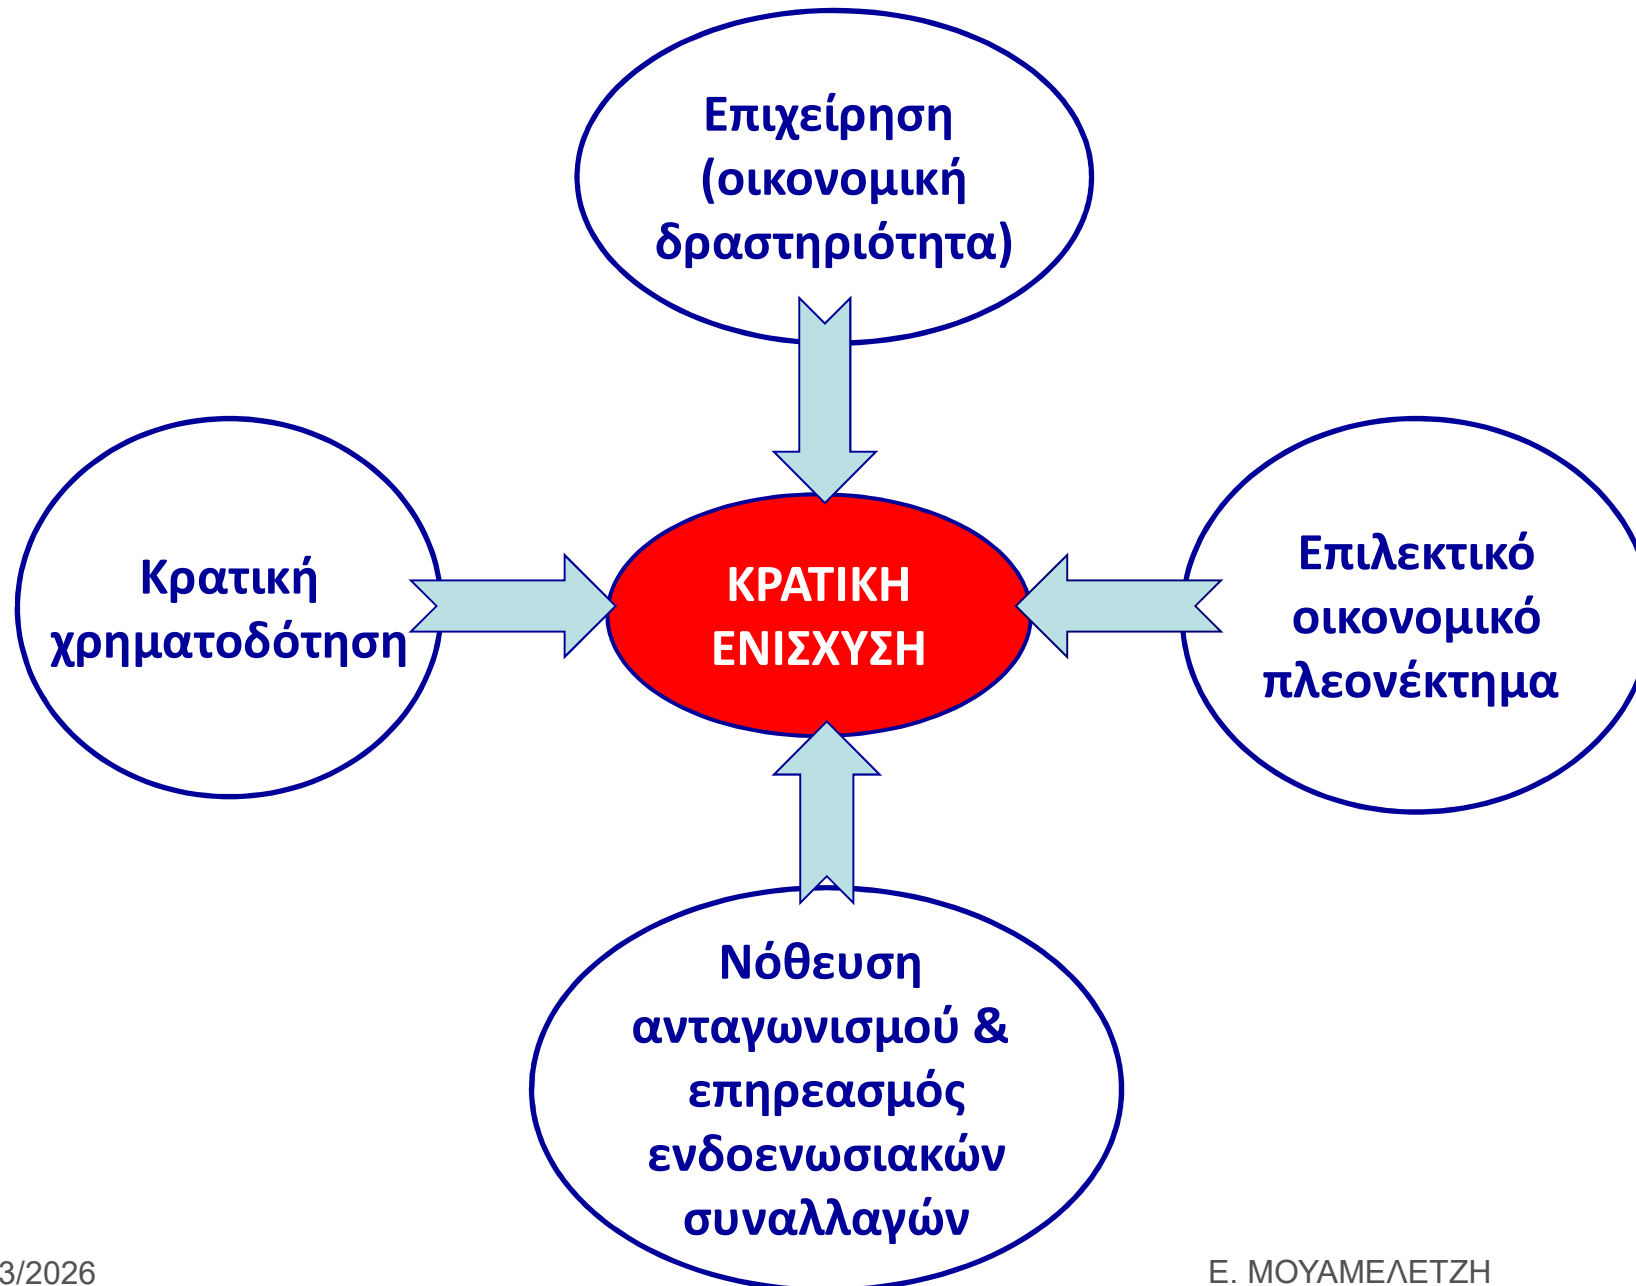 Επιχείρηση
(οικονομική
δραστηριότητα)
Κρατική
χρηματοδότηση
ΚΡΑΤΙΚΗ
ΕΝΙΣΧΥΣΗ
Επιλεκτικό
οικονομικό
πλεονέκτημα
Νόθευση
ανταγωνισμού &
επηρεασμός
ενδοενωσιακών
συναλλαγών
3/2026
Ε. ΜΟΥΑΜΕΛΕΤΖΗ